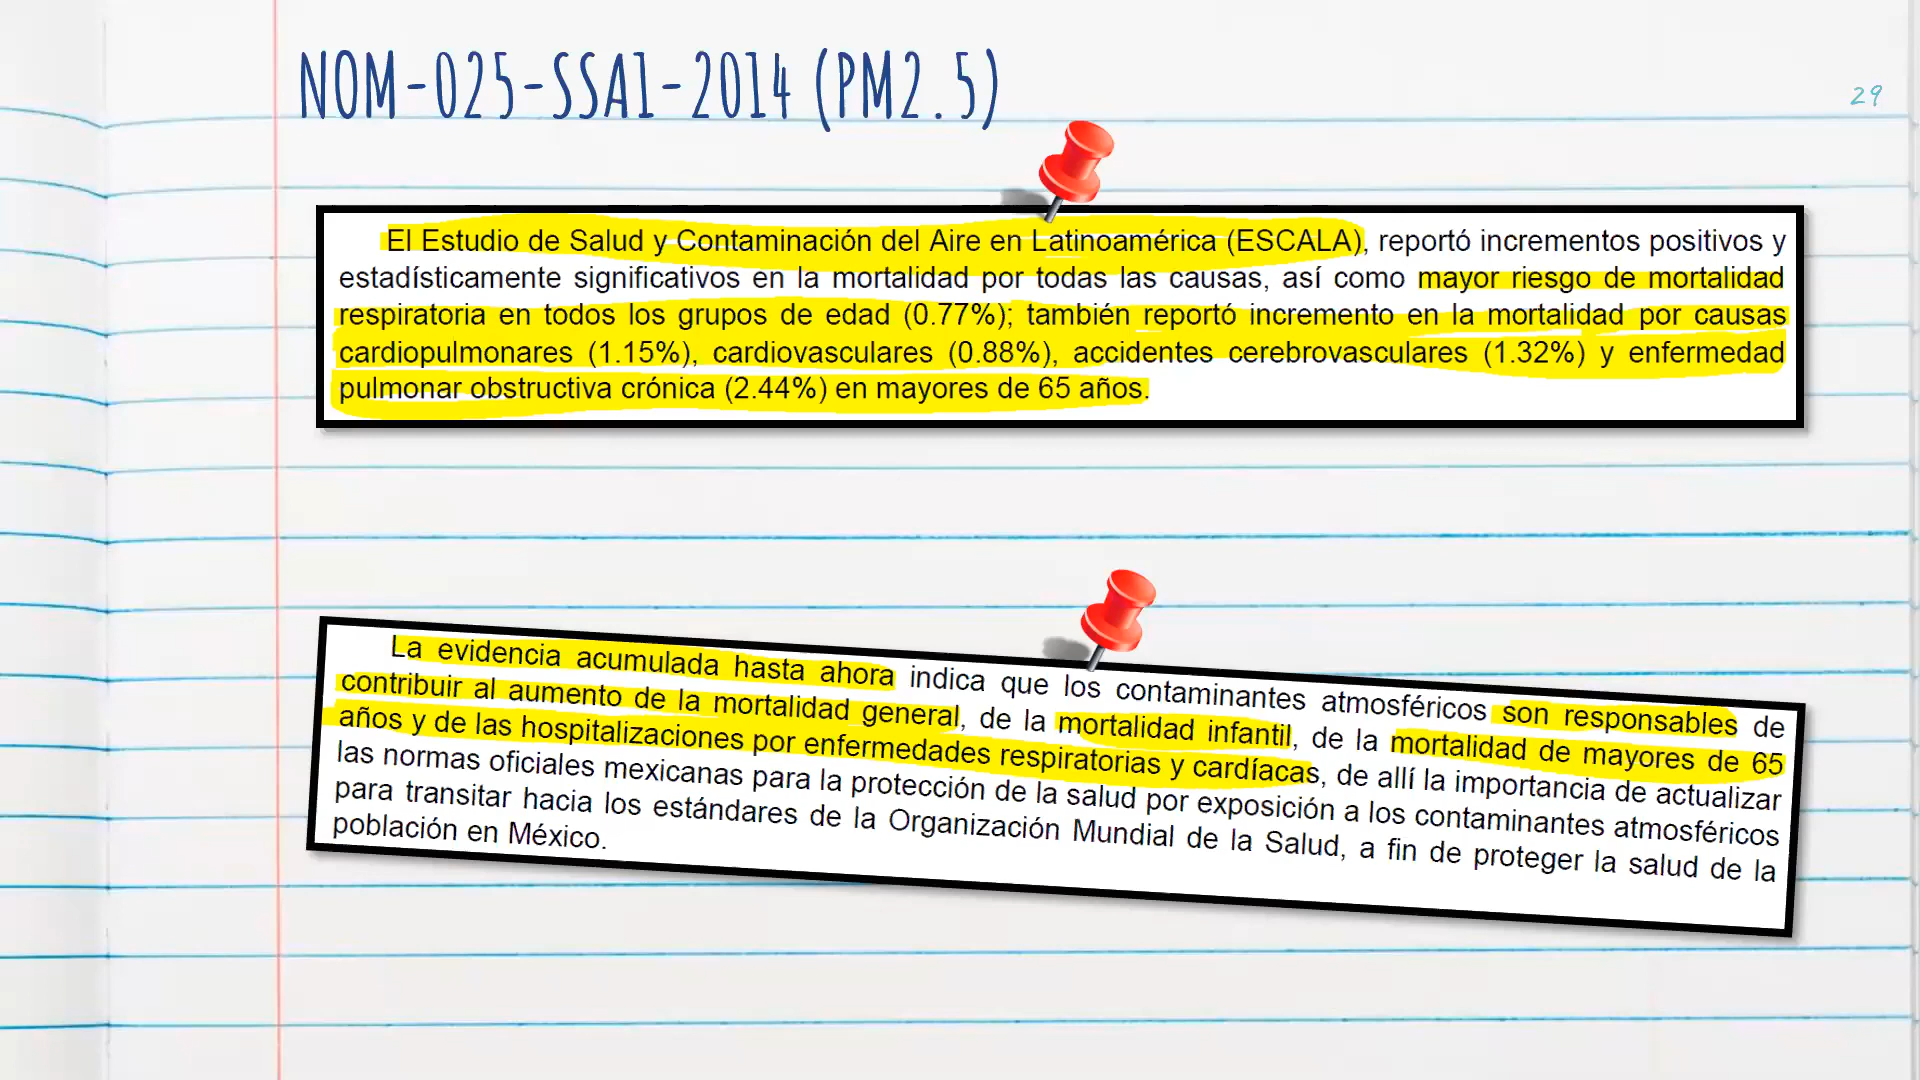 NOM-025-SSA1-2014 (PM2.5)
29
El Estudio de Salud y Contaminación del Aire en Latinoamérica (ESCALA), reportó incrementos positivos y
estadísticamente significativos en la mortalidad por todas las causas, así como mayor riesgo de mortalidad
respiratoria en todos los grupos de edad (0.77%); también reportó incremento en la mortalidad por causas
cardiopulmonares (1.15%), cardiovasculares (0.88%), accidentes cerebrovasculares (1.32%) y enfermedad
pulmonar obstructiva crónica (2.44%) en mayores de 65 años.
La evidencia acumulada hasta ahora indica que los contaminantes atmosféricos son responsables de
contribuir al aumento de la mortalidad general, de la mortalidad infantil, de la mortalidad de mayores de 65
años y de las hospitalizaciones por enfermedades respiratorias y cardíacas, de allí la importancia de actualizar
las normas oficiales mexicanas para la protección de la salud por exposición a los contaminantes atmosféricos
para transitar hacia los estándares de la Organización Mundial de la Salud, a fin de proteger la salud de la
población en México.